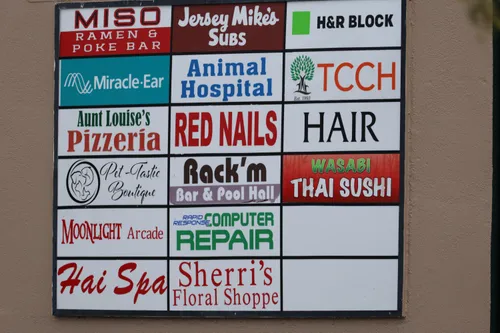 MISO
RAMEN &
POKE BAR
Jersey Mike's
SUBS
H&R BLOCK
Miracle-Ear
Animal
Hospital
TCCH
Aunt Louise's
Pizzeria
RED NAILS
HAIR
Pet-Tastic
Boutique
Rack'm
Bar & Pool Hall
WASABI
THAI SUSHI
MOONLIGHT Arcade
RAPID
RESPONSE COMPUTER
REPAIR
Hai Spa
Sherri's
Floral Shoppe